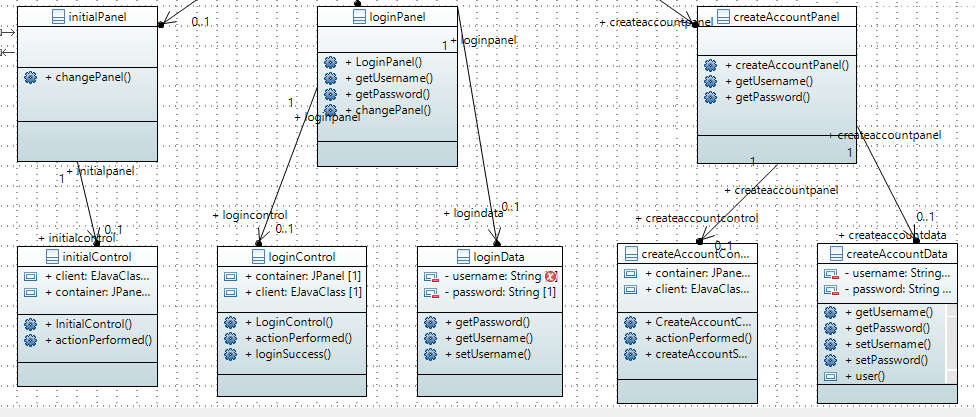 initialPanel
+ changePanel()
0..1
loginPanel
+ LoginPanel()
+ getUsername()
+ getPassword()
+ changePanel()
1
+ loginpanel
+ createaccountpanel
createAccountPanel
+ createAccountPanel()
+ getUsername()
+ getPassword()
1
+ loginpanel
+ createaccountpanel
1
1
+ Initialpanel
1
+ createaccountpanel
+ logincontrol
0..1
+ logindata
0..1
+ createaccountcontrol
0..1
0..1
+ initialcontrol
0..1
+ createaccountdata
initialControl
+ client: EJavaClass...
+ container: JPane...
+ InitialControl()
+ actionPerformed()
loginControl
+ container: JPanel [1]
+ client: EJavaClass [1]
+ LoginControl()
+ actionPerformed()
+ loginSuccess()
loginData
- username: String
- password: String [1]
+ getPassword()
+ getUsername()
+ setUsername()
createAccountCon...
+ container: JPane...
+ client: EJavaClass...
+ CreateAccountC...
+ actionPerformed()
+ createAccountS...
createAccountData
- username: String...
- password: String ...
+ getUsername()
+ getPassword()
+ setUsername()
+ setPassword()
+ user()